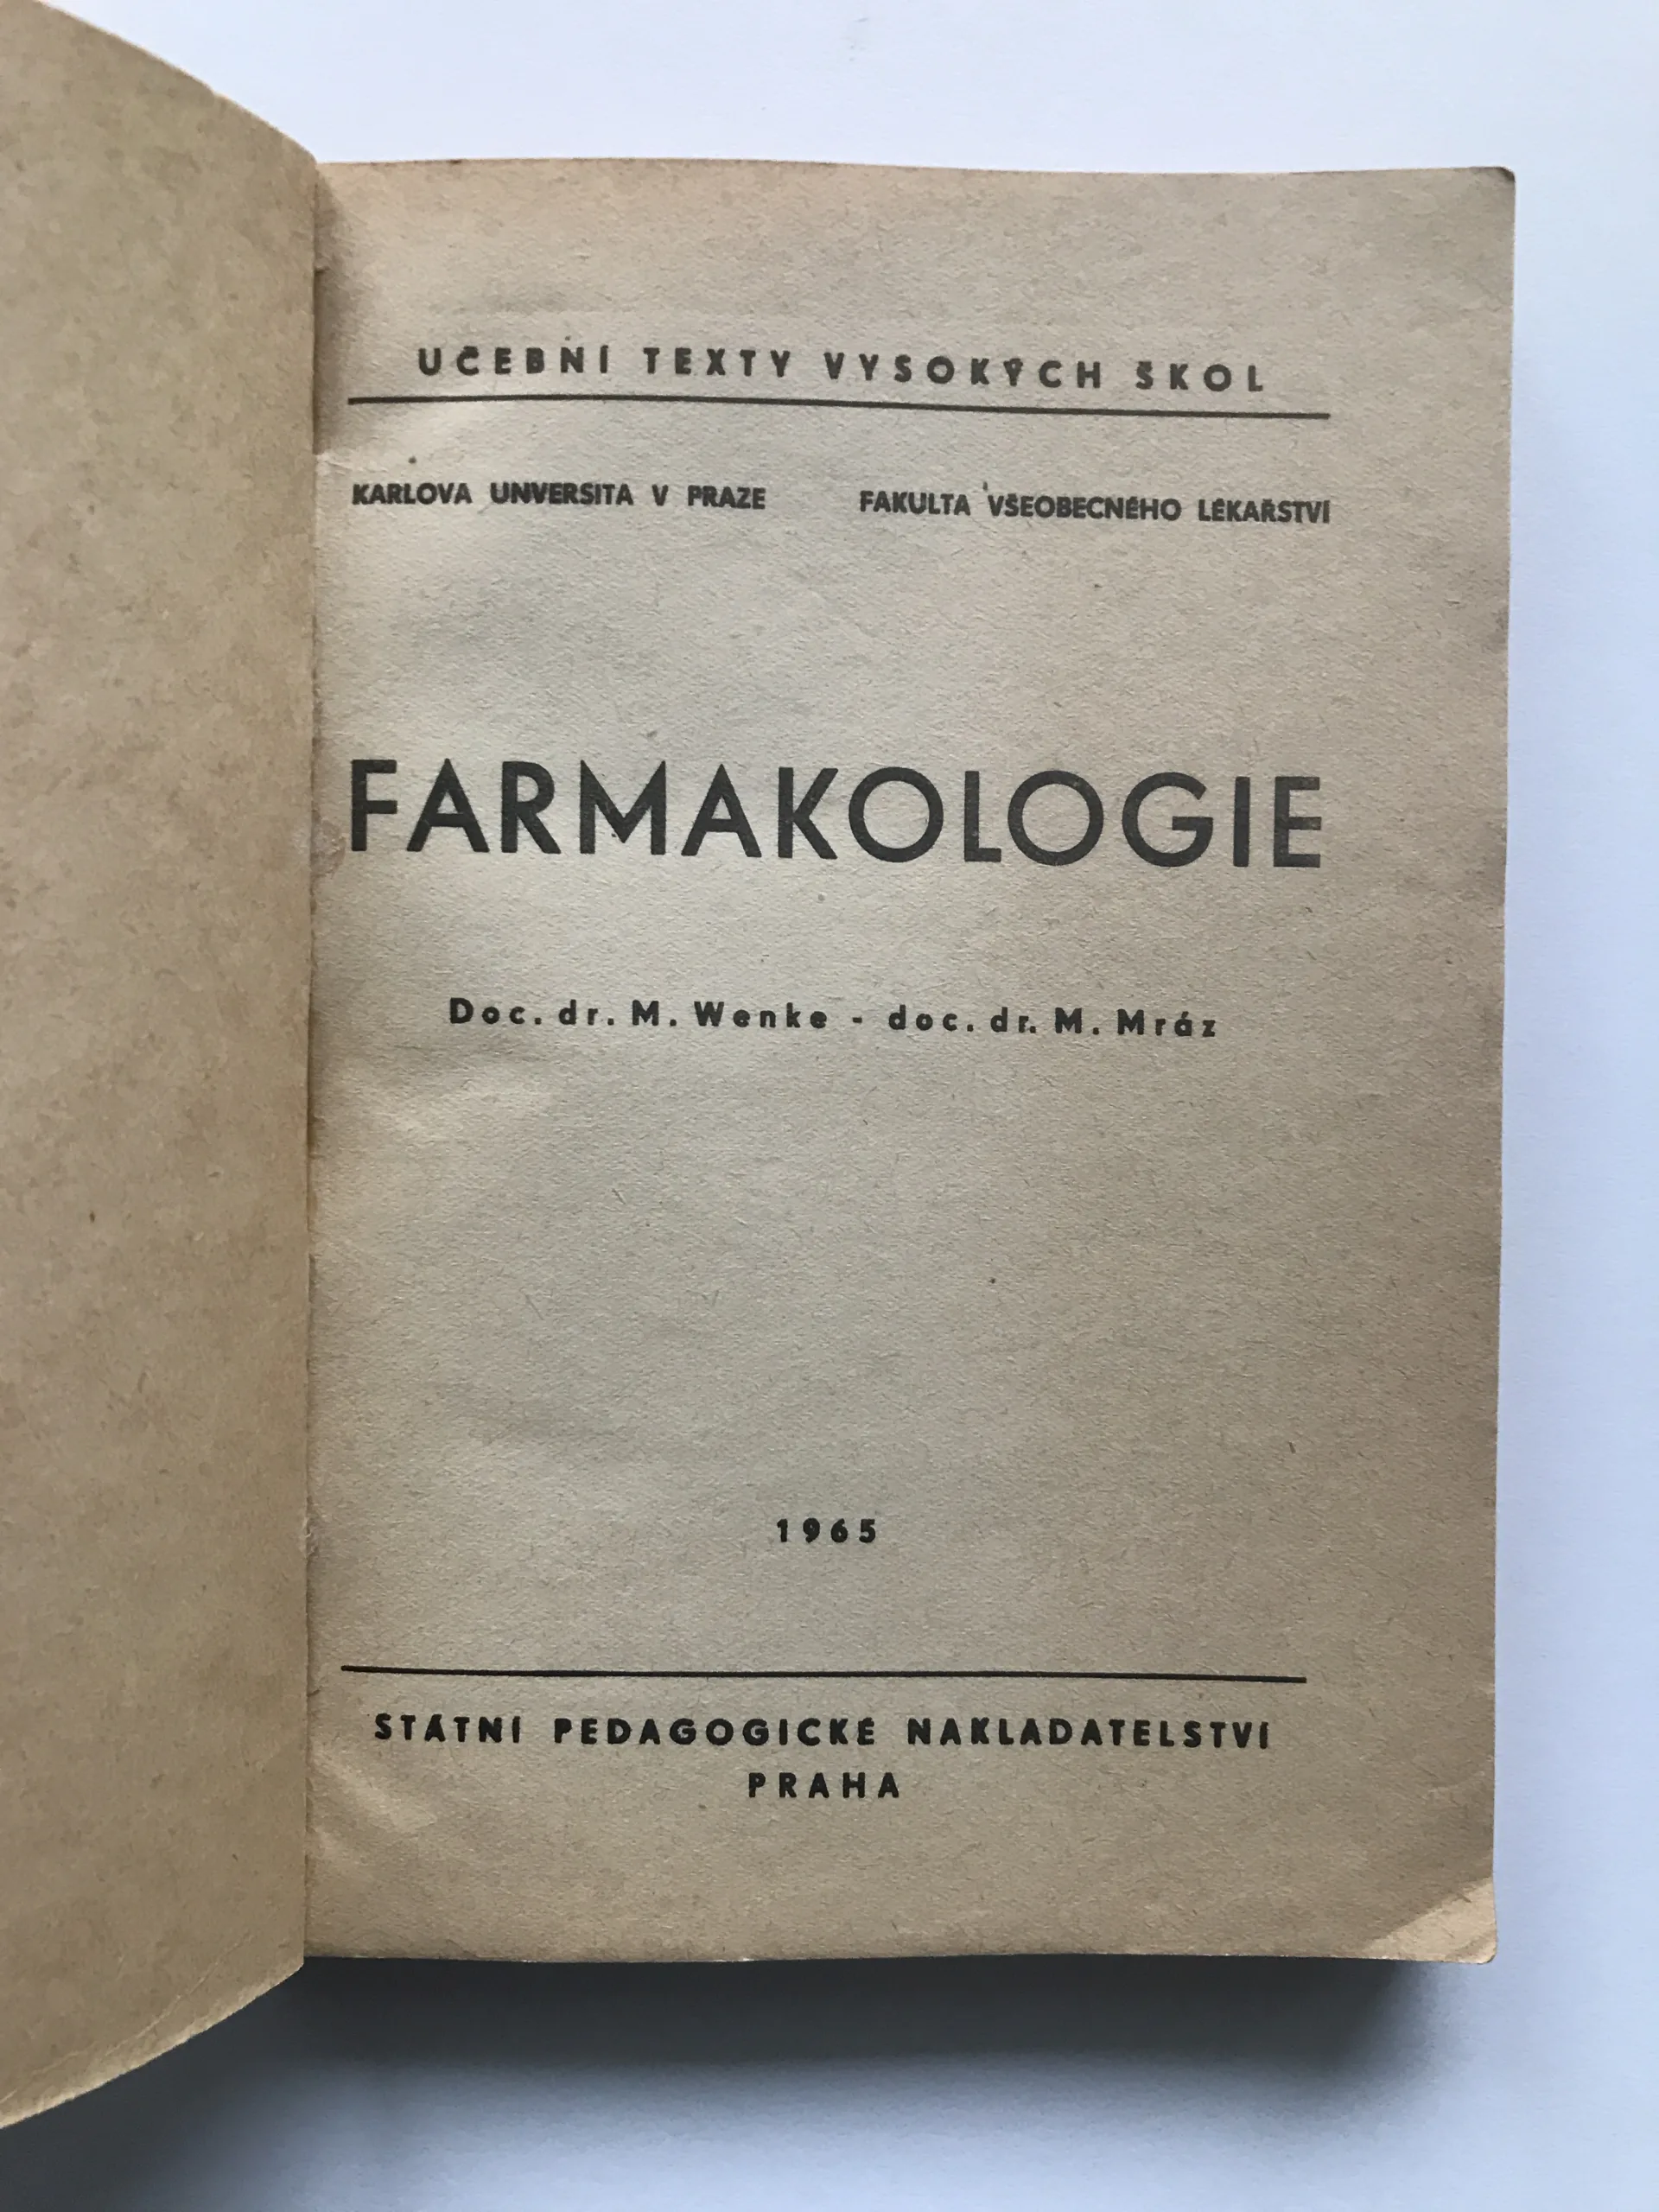 UČEBNÍ TEXTY VYSOKÝCH ŠKOL
KARLOVA UNIVERSITA V PRAZE FAKULTA VŠEOBECNÉHO LÉKAŘSTVÍ
FARMAKOLOGIE
Doc. dr. M. Wenke - doc. dr. M. Mráz
1965
STÁTNÍ PEDAGOGICKÉ NAKLADATELSTVÍ
PRAHA